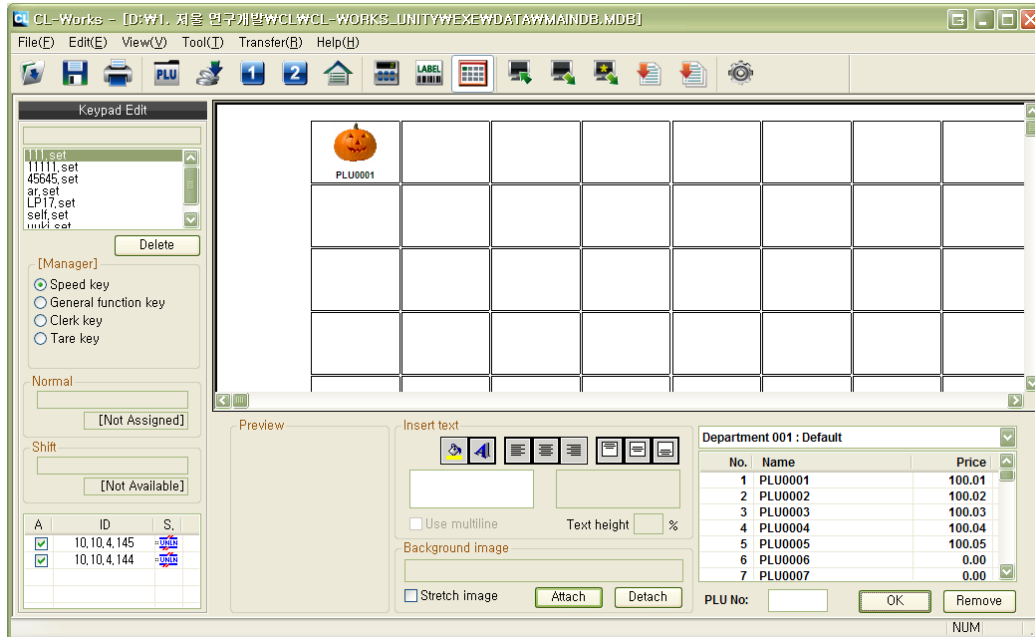 CL-Works - [D:₩1. 저울 연구개발₩CL₩CL-WORKS_UNITY₩EXE₩DATA₩MAINDB.MDB]
File(F) Edit(E) View(V) Tool(T) Transfer(R) Help(H)
PLU 1 2 LABEL
Keypad Edit
111.set
11111.set
45645.set
ar.set
LP17.set
self.set
uuki.set
Delete
[Manager]
Speed key
General function key
Clerk key
Tare key
Normal
[Not Assigned]
Shift
[Not Available]
A ID S.
10.10.4.145 UNLN
10.10.4.144 UNLN
PLU0001
Preview
Insert text
A
Use multiline Text height %
Background image
Stretch image Attach Detach
Department 001 : Default
No. Name Price
1 PLU0001 100.01
2 PLU0002 100.02
3 PLU0003 100.03
4 PLU0004 100.04
5 PLU0005 100.05
6 PLU0006 0.00
7 PLU0007 0.00
PLU No: OK Remove
NUM